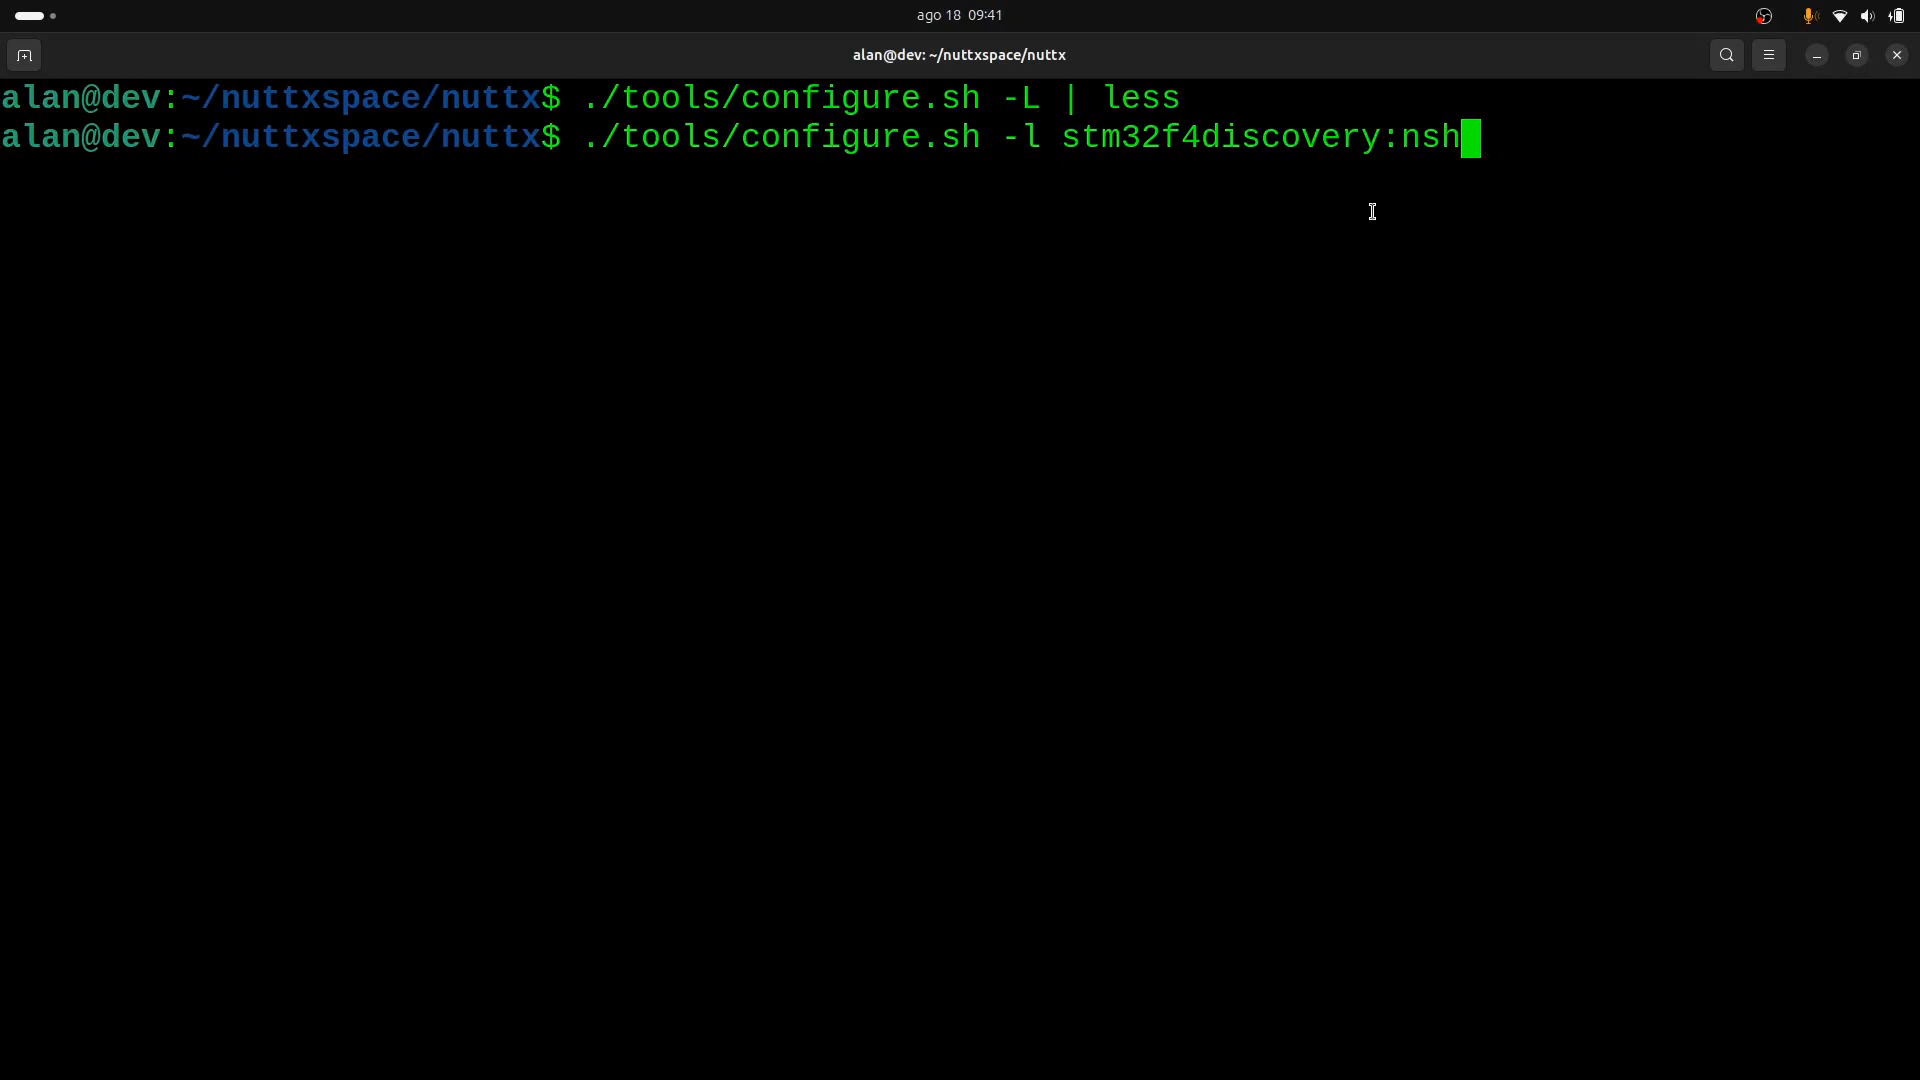 ago 18 09:41
alan@dev: ~/nuttxspace/nuttx
alan@dev:~/nuttxspace/nuttx$ ./tools/configure.sh -L | less
alan@dev:~/nuttxspace/nuttx$ ./tools/configure.sh -l stm32f4discovery:nsh